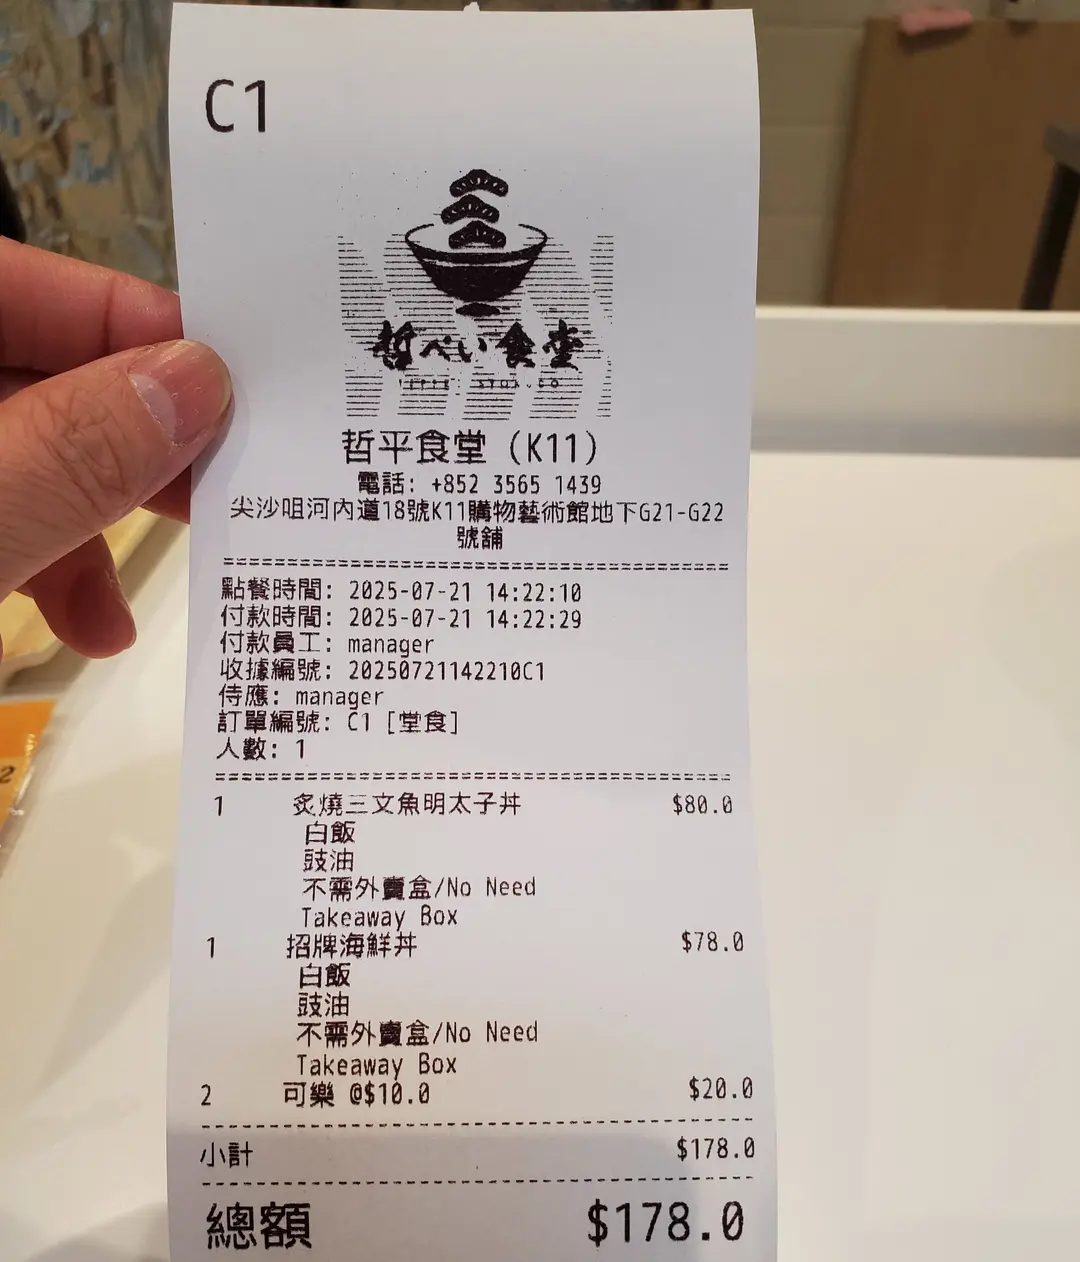 C1
哲ぺい食堂
哲平食堂 (K11)
電話: +852 3565 1439
尖沙咀河內道18號K11購物藝術館地下G21-G22
號舖
點餐時間: 2025-07-21 14:22:10
付款時間: 2025-07-21 14:22:29
付款員工: manager
收據編號: 20250721142210C1
侍應: manager
訂單編號: C1 [堂食]
人數: 1
1 炙燒三文魚明太子丼 $80.0
白飯
豉油
不需外賣盒/No Need
Takeaway Box
1 招牌海鮮丼 $78.0
白飯
豉油
不需外賣盒/No Need
Takeaway Box
2 可樂 @$10.0 $20.0
小計 $178.0
總額 $178.0